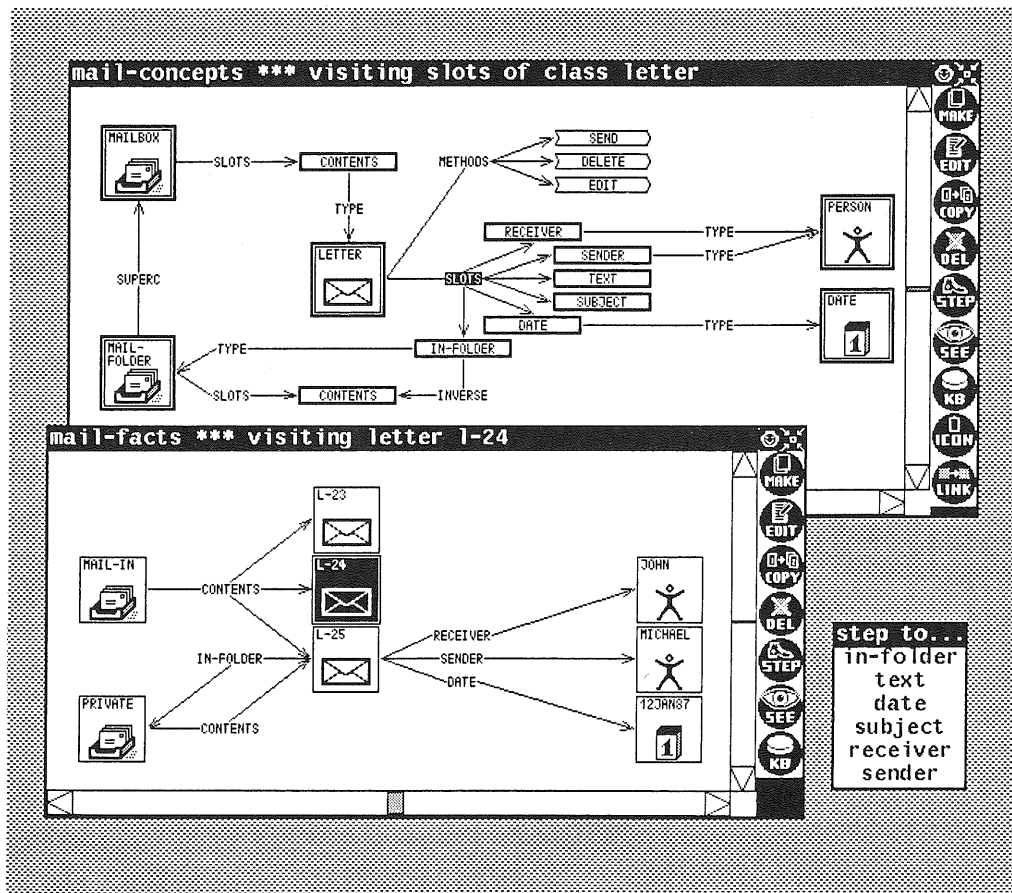 mail-concepts *** visiting slots of class letter
MAILBOX
SLOTS
CONTENTS
METHODS
SEND
DELETE
EDIT
TYPE
RECEIVER
TYPE
PERSON
LETTER
SENDER
TYPE
SLOTS
TEXT
SUPERC
SUBJECT
DATE
DATE
TYPE
1
MAIL-
FOLDER
TYPE
IN-FOLDER
SLOTS
CONTENTS
INVERSE
MAKE
EDIT
COPY
DEL
STEP
SEE
KB
ICON
LINK
mail-facts *** visiting letter l-24
L-23
MAIL-IN
L-24
JOHN
CONTENTS
L-25
RECEIVER
MICHAEL
IN-FOLDER
SENDER
DATE
PRIVATE
12JAN87
CONTENTS
1
MAKE
EDIT
COPY
DEL
STEP
SEE
KB
step to...
in-folder
text
date
subject
receiver
sender